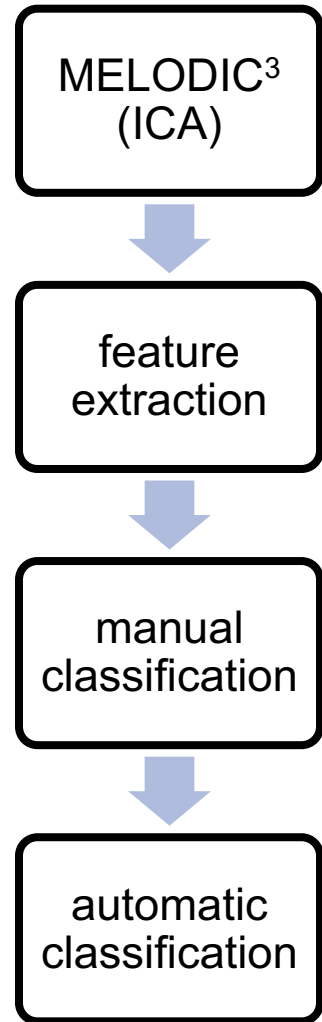 MELODIC³
(ICA)
feature
extraction
manual
classification
automatic
classification